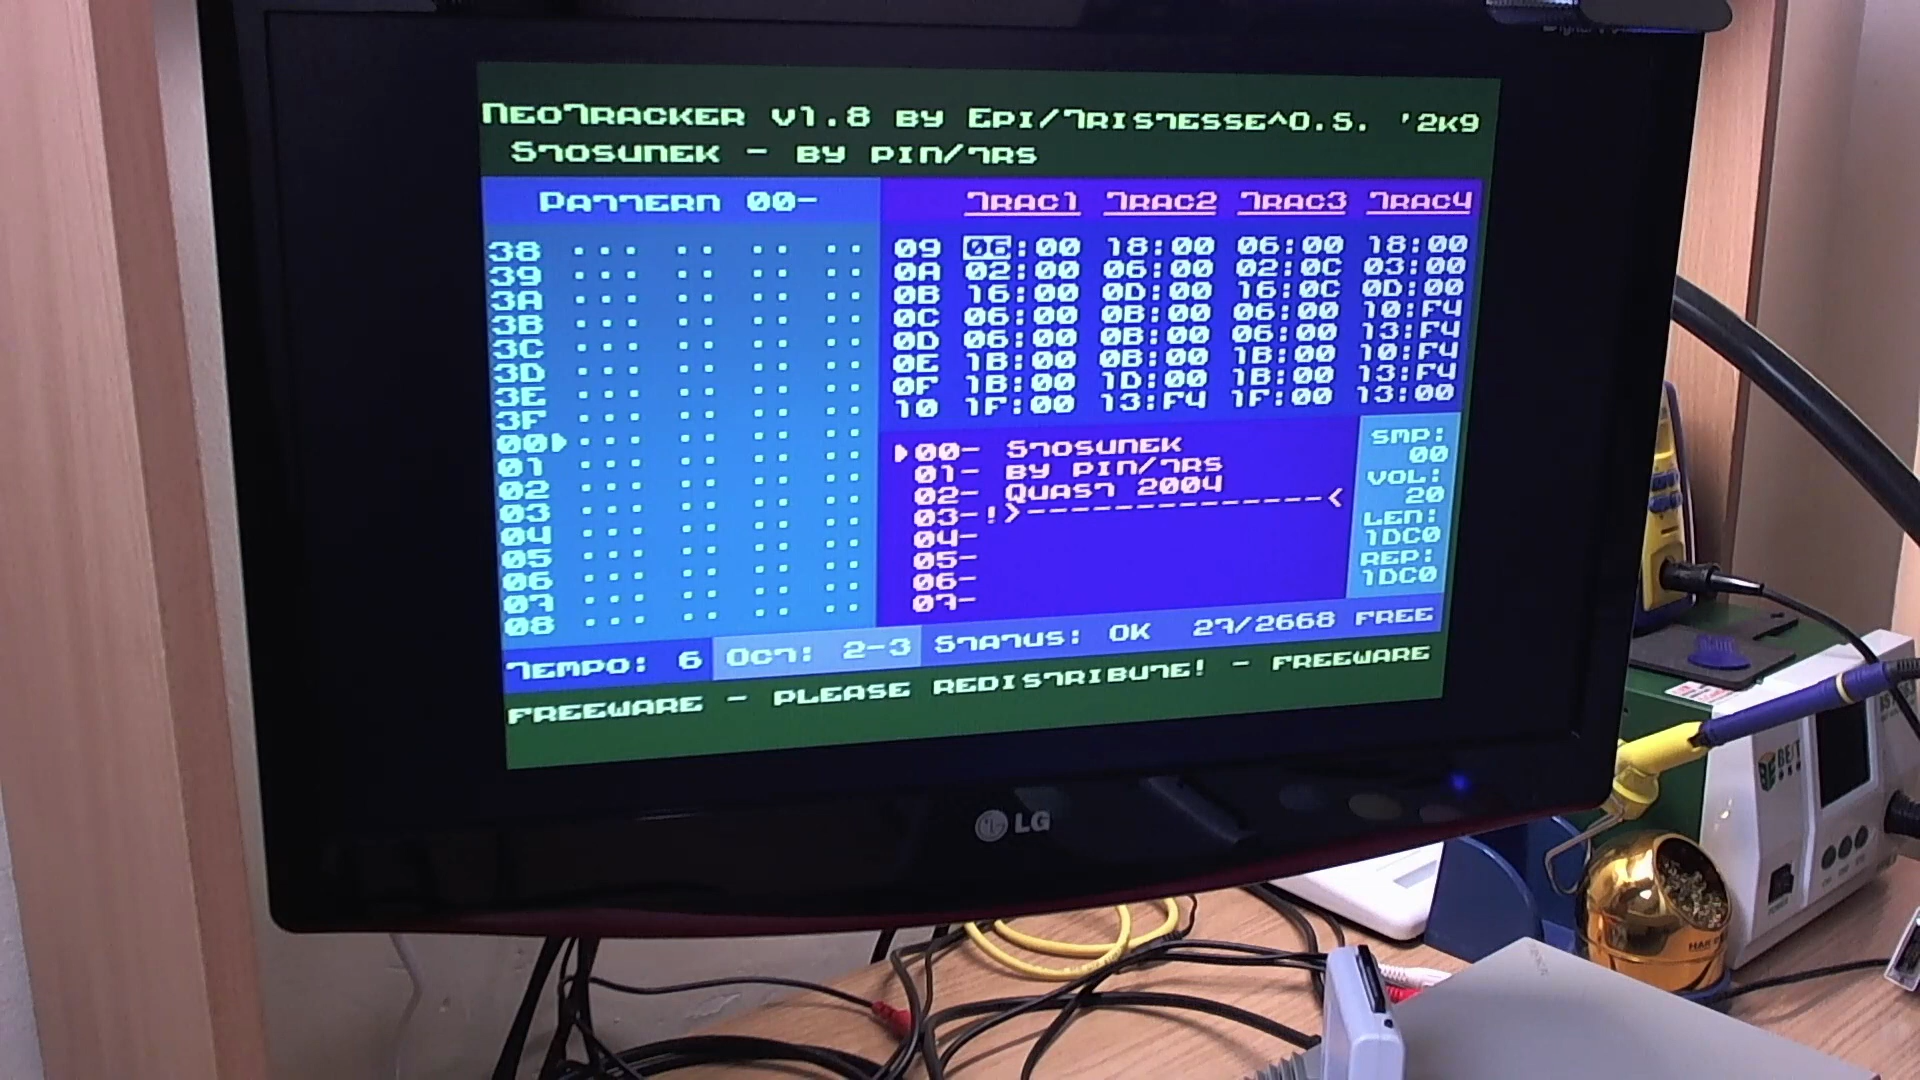 NeoTracker v1.8 by Epi/Tristesse^O.S. '2k9
Stosunek - by pin/trs
Pattern 00-
Trac1 Trac2 Trac3 Trac4
38 ... .. .. ..
39 ... .. .. ..
3A ... .. .. ..
3B ... .. .. ..
3C ... .. .. ..
3D ... .. .. ..
3E ... .. .. ..
3F ... .. .. ..
00 ... .. .. ..
01 ... .. .. ..
02 ... .. .. ..
03 ... .. .. ..
04 ... .. .. ..
05 ... .. .. ..
06 ... .. .. ..
07 ... .. .. ..
08 ... .. .. ..
09 06:00 18:00 06:00 18:00
0A 02:00 06:00 02:0C 03:00
0B 16:00 0D:00 16:0C 0D:00
0C 06:00 0B:00 06:00 10:F4
0D 06:00 0B:00 06:00 13:F4
0E 1B:00 0B:00 1B:00 10:F4
0F 1B:00 1D:00 1B:00 13:F4
10 1F:00 13:F4 1F:00 13:00
00- Stosunek
01- by pin/trs
02- Quast 2004
03-!>---------------<
04-
05-
06-
07-
smp:
00
vol:
20
len:
1DC0
rep:
1DC0
Tempo: 6
Oct: 2-3
Status: OK 27/2668 free
freeware - please redistribute! - freeware
LG
BEST